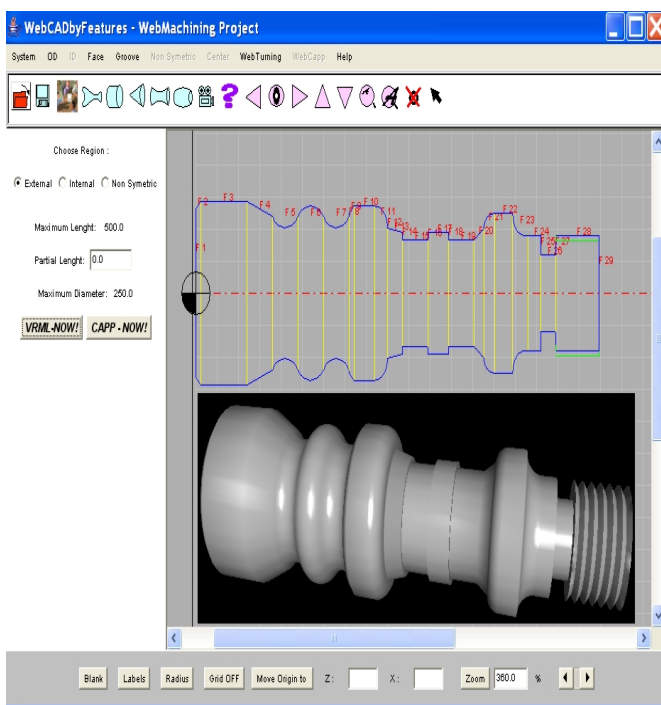 WebCADbyFeatures - WebMachining Project
System OD ID Face Groove Non Symetric Center WebTurning WebCapp Help
?
Choose Region :
External Internal Non Symetric
Maximum Lenght: 500.0
Partial Lenght: 0.0
Maximum Diameter: 250.0
VRML-NOW! CAPP - NOW!
F 2 F 3 F 4 F 5 F 6 F 7 F 8 F 9 F 10 F 11 F 12 F 13 F 14 F 15 F 16 F 17 F 18 F 19 F 20 F 21 F 22 F 23 F 24 F 25 F 26 F 27 F 28
F 1 F 29
Blank Labels Radius Grid OFF Move Origin to Z : X : Zoom 360.0 %